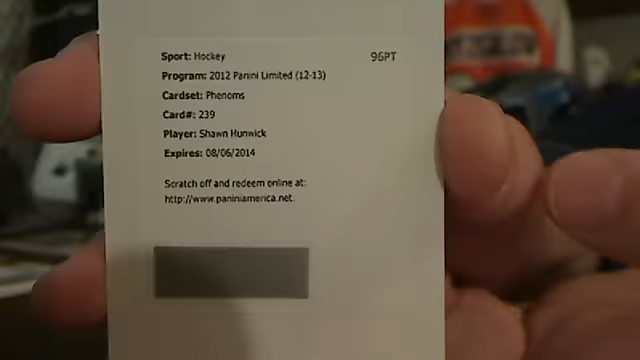 Sport: Hockey
96PT
Program: 2012 Panini Limited (12-13)
Cardset: Phenoms
Card#: 239
Player: Shawn Hunwick
Expires: 08/06/2014
Scratch off and redeem online at:
http://www.paniniamerica.net.